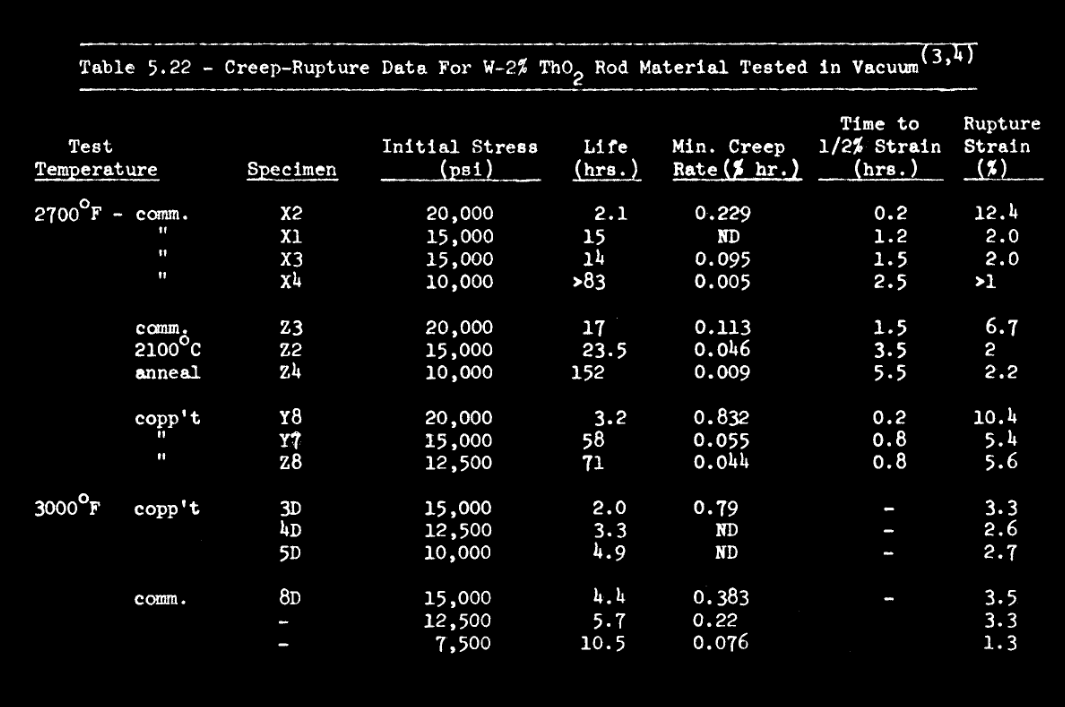 Table 5.22 - Creep-Rupture Data For W-2% ThO2 Rod Material Tested in Vacuum(3,4)
Time to Rupture
Test Initial Stress Life Min. Creep 1/2% Strain Strain
Temperature Specimen (psi) (hrs.) Rate (% hr.) (hrs.) (%)
2700°F - comm. X2 20,000 2.1 0.229 0.2 12.4
" X1 15,000 15 ND 1.2 2.0
" X3 15,000 14 0.095 1.5 2.0
" X4 10,000 >83 0.005 2.5 >1
comm. Z3 20,000 17 0.113 1.5 6.7
2100°C Z2 15,000 23.5 0.046 3.5 2
anneal Z4 10,000 152 0.009 5.5 2.2
copp't Y8 20,000 3.2 0.832 0.2 10.4
" Y7 15,000 58 0.055 0.8 5.4
" Z8 12,500 71 0.044 0.8 5.6
3000°F copp't 3D 15,000 2.0 0.79 - 3.3
4D 12,500 3.3 ND - 2.6
5D 10,000 4.9 ND - 2.7
comm. 8D 15,000 4.4 0.383 - 3.5
- 12,500 5.7 0.22 3.3
- 7,500 10.5 0.076 1.3